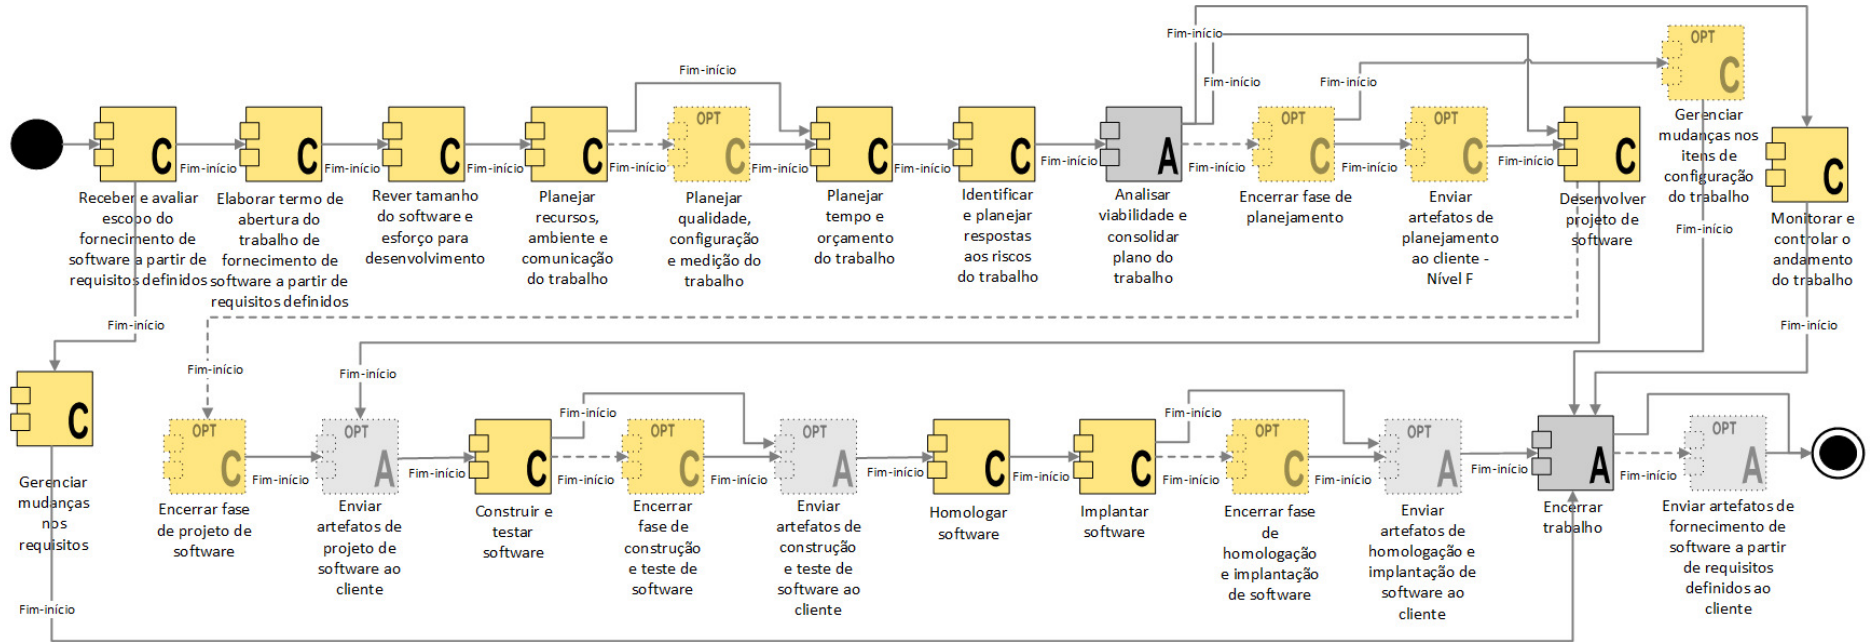 Fim-início
OPT
C
Gerenciar
mudanças nos
itens de
configuração
do trabalho
Fim-início
Fim-início
Fim-início
Fim-início
C
Receber e avaliar
escopo do
fornecimento de
software a partir de
requisitos definidos
Fim-início
C
Elaborar termo de
abertura do
trabalho de
fornecimento de
software a partir de
requisitos definidos
Fim-início
C
Rever tamanho
do software e
esforço para
desenvolvimento
Fim-início
C
Planejar
recursos,
ambiente e
comunicação
do trabalho
Fim-início
OPT
C
Planejar
qualidade,
configuração
e medição do
trabalho
Fim-início
C
Planejar
tempo e
orçamento
do trabalho
Fim-início
C
Identificar
e planejar
respostas
aos riscos
do trabalho
Fim-início
A
Analisar
viabilidade e
consolidar
plano do
trabalho
Fim-início
OPT
C
Encerrar fase de
planejamento
Fim-início
OPT
C
Enviar
artefatos de
planejamento
ao cliente -
Nível F
Fim-início
C
Desenvolver
projeto de
software
Fim-início
C
Monitorar e
controlar o
andamento
do trabalho
Fim-início
Fim-início
C
Gerenciar
mudanças
nos
requisitos
Fim-início
Fim-início
OPT
C
Encerrar fase
de projeto de
software
Fim-início
Fim-início
OPT
A
Enviar
artefatos de
projeto de
software ao
cliente
Fim-início
C
Construir e
testar
software
Fim-início
Fim-início
OPT
C
Encerrar
fase de
construção
e teste de
software
Fim-início
OPT
A
Enviar
artefatos de
construção
e teste de
software ao
cliente
Fim-início
C
Homologar
software
Fim-início
C
Implantar
software
Fim-início
Fim-início
OPT
C
Encerrar fase
de
homologação
e implantação
de software
Fim-início
OPT
A
Enviar
artefatos de
homologação e
implantação de
software ao
cliente
Fim-início
A
Encerrar
trabalho
Fim-início
OPT
A
Enviar artefatos de
fornecimento de
software a partir
de requisitos
definidos ao
cliente